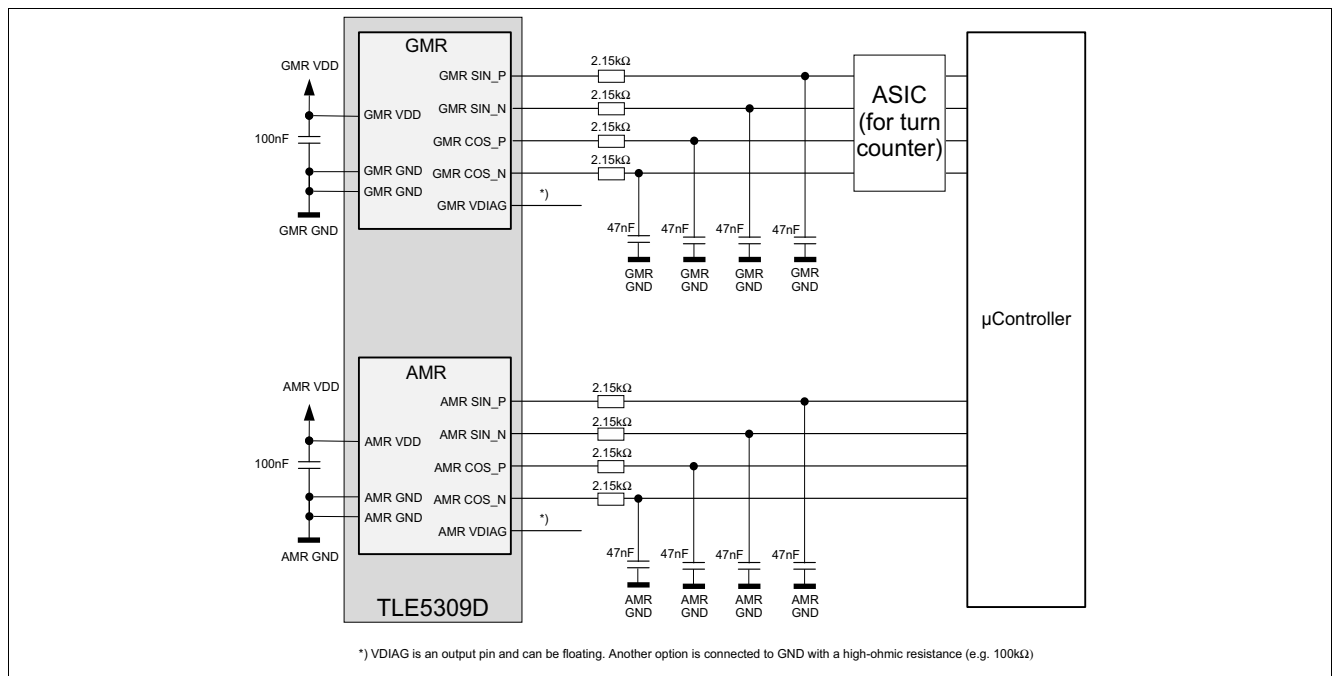 GMR
GMR VDD
GMR SIN_P
2.15kΩ
GMR SIN_N
2.15kΩ
GMR VDD
100nF
GMR COS_P
2.15kΩ
GMR GND
GMR COS_N
2.15kΩ
GMR GND
GMR VDIAG
*)
GMR GND
ASIC
(for turn
counter)
47nF
47nF
47nF
47nF
GMR
GND
GMR
GND
GMR
GND
GMR
GND
µController
AMR
AMR VDD
AMR SIN_P
2.15kΩ
AMR SIN_N
2.15kΩ
AMR VDD
100nF
AMR COS_P
2.15kΩ
AMR GND
AMR COS_N
2.15kΩ
AMR GND
AMR VDIAG
*)
AMR GND
47nF
47nF
47nF
47nF
AMR
GND
AMR
GND
AMR
GND
AMR
GND
TLE5309D
*) VDIAG is an output pin and can be floating. Another option is connected to GND with a high-ohmic resistance (e.g. 100kΩ)